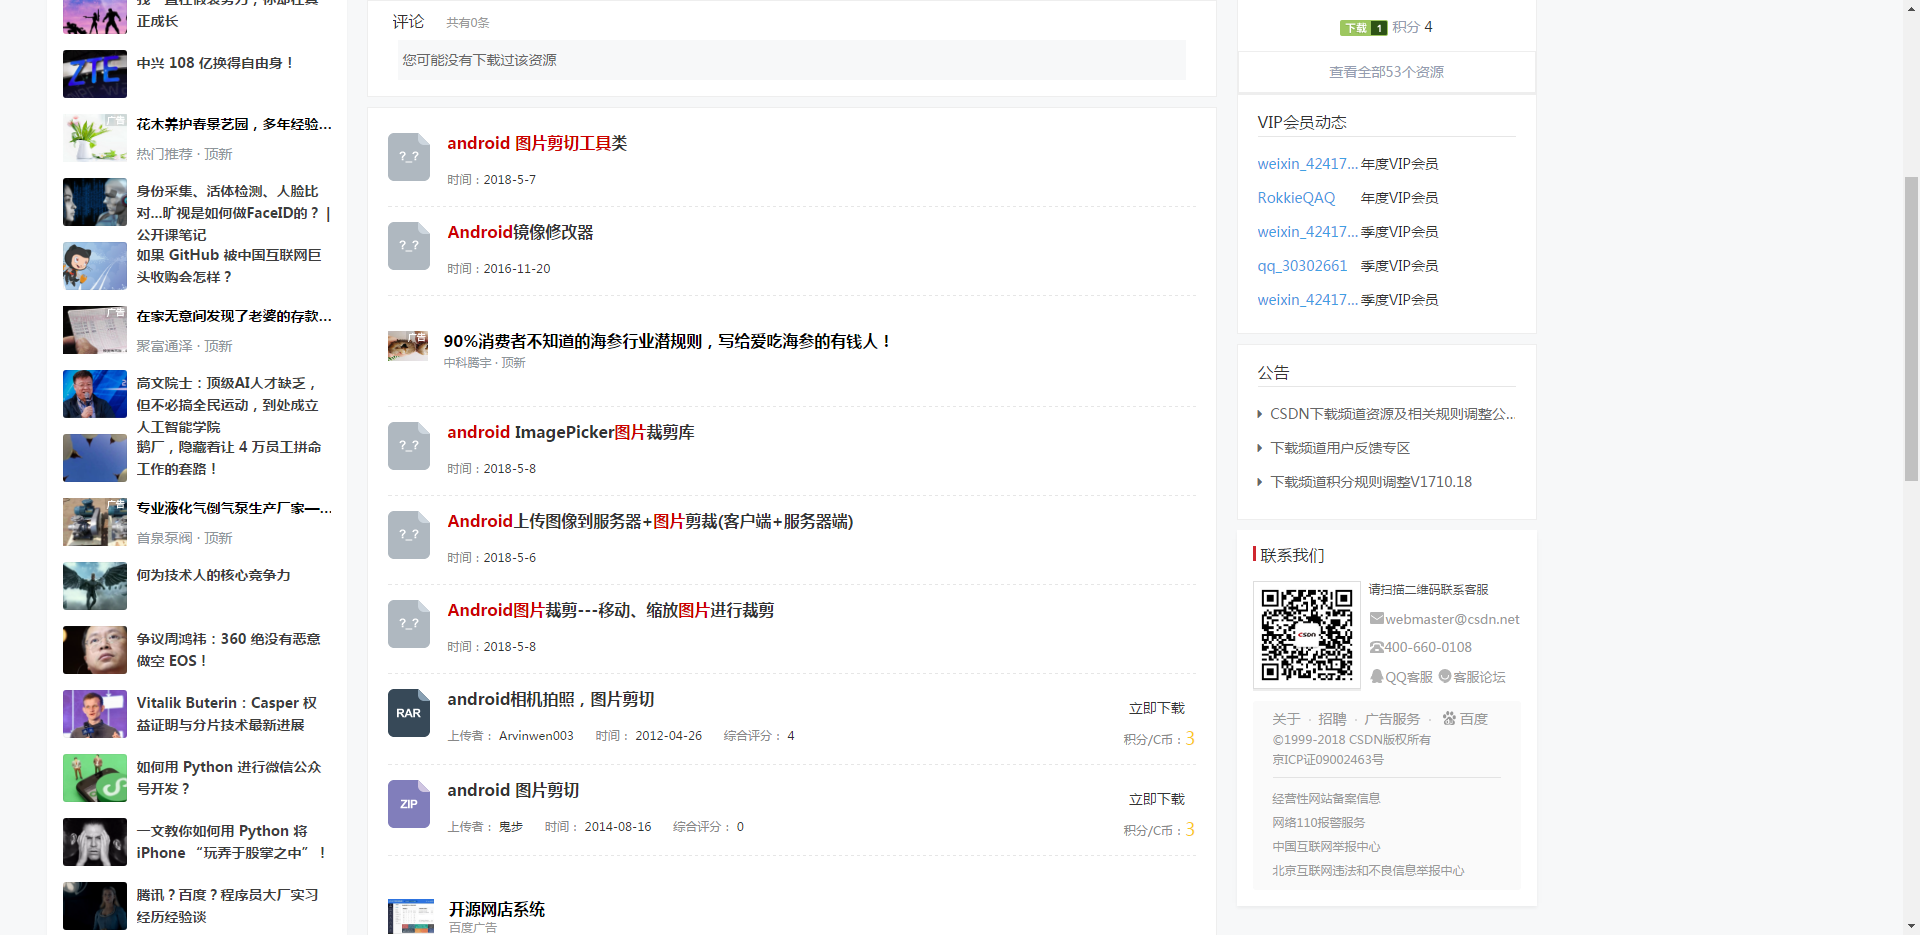 正成长
中兴 108 亿换得自由身！
广告
花木养护春景艺园，多年经验...
热门推荐 · 顶新
身份采集、活体检测、人脸比
对...旷视是如何做FaceID的？ |
公开课笔记
如果 GitHub 被中国互联网巨
头收购会怎样？
广告
在家无意间发现了老婆的存款...
聚富通泽 · 顶新
高文院士：顶级AI人才缺乏，
但不必搞全民运动，到处成立
人工智能学院
鹅厂，隐藏着让 4 万员工拼命
工作的套路！
广告
专业液化气倒气泵生产厂家—...
首泉泵阀 · 顶新
何为技术人的核心竞争力
争议周鸿祎：360 绝没有恶意
做空 EOS！
Vitalik Buterin：Casper 权
益证明与分片技术最新进展
如何用 Python 进行微信公众
号开发？
一文教你如何用 Python 将
iPhone “玩弄于股掌之中”！
腾讯？百度？程序员大厂实习
经历经验谈
ZTE
评论 共有0条
您可能没有下载过该资源
?_?
android 图片剪切工具类
时间：2018-5-7
?_?
Android镜像修改器
时间：2016-11-20
广告
90%消费者不知道的海参行业潜规则，写给爱吃海参的有钱人！
中科腾宇 · 顶新
?_?
android ImagePicker图片裁剪库
时间：2018-5-8
?_?
Android上传图像到服务器+图片剪裁(客户端+服务器端)
时间：2018-5-6
?_?
Android图片裁剪---移动、缩放图片进行裁剪
时间：2018-5-8
RAR
android相机拍照，图片剪切
上传者： Arvinwen003 时间： 2012-04-26 综合评分： 4
立即下载
积分/C币：3
ZIP
android 图片剪切
上传者： 鬼步 时间： 2014-08-16 综合评分： 0
立即下载
积分/C币：3
开源网店系统
百度广告
下载 1 积分 4
查看全部53个资源
VIP会员动态
weixin_42417... 年度VIP会员
RokkieQAQ 年度VIP会员
weixin_42417... 季度VIP会员
qq_30302661 季度VIP会员
weixin_42417... 季度VIP会员
公告
CSDN下载频道资源及相关规则调整公...
下载频道用户反馈专区
下载频道积分规则调整V1710.18
联系我们
CSDN
请扫描二维码联系客服
webmaster@csdn.net
400-660-0108
QQ客服 客服论坛
关于 · 招聘 · 广告服务 · 百度
©1999-2018 CSDN版权所有
京ICP证09002463号
经营性网站备案信息
网络110报警服务
中国互联网举报中心
北京互联网违法和不良信息举报中心